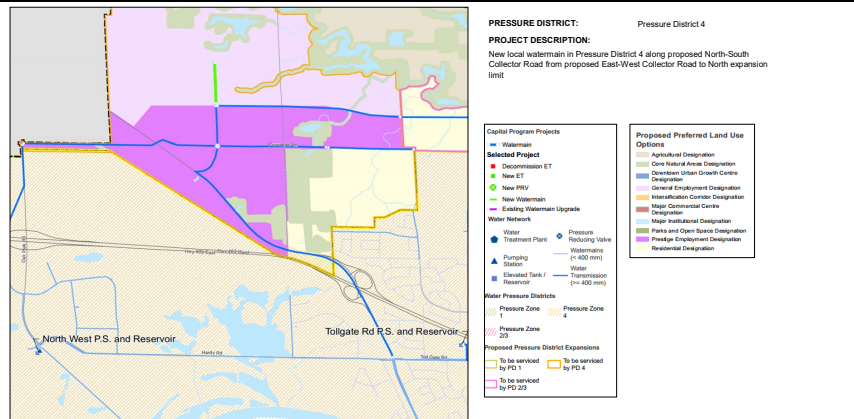 PRESSURE DISTRICT: Pressure District 4
PROJECT DESCRIPTION:
New local watermain in Pressure District 4 along proposed North-South
Collector Road from proposed East-West Collector Road to North expansion
limit
Capital Program Projects
Watermain
Selected Project
Decommission ET
New ET
New PRV
New Watermain
Existing Watermain Upgrade
Water Network
Water
Treatment Plant
Pressure
Reducing Valve
Pumping
Station
Watermains
(< 400 mm)
Elevated Tank /
Reservoir
Water
Transmission
(>= 400 mm)
Water Pressure Districts
Pressure Zone
1
Pressure Zone
4
Pressure Zone
2/3
Proposed Pressure District Expansions
To be serviced
by PD 1
To be serviced
by PD 4
To be serviced
by PD 2/3
Proposed Preferred Land Use
Options
Agricultural Designation
Core Natural Areas Designation
Downtown Urban Growth Centre
Designation
General Employment Designation
Intensification Corridor Designation
Major Commercial Centre
Designation
Major Institutional Designation
Parks and Open Space Designation
Prestige Employment Designation
Residential Designation
North West P.S. and Reservoir
Tollgate Rd P.S. and Reservoir
Hardy Rd